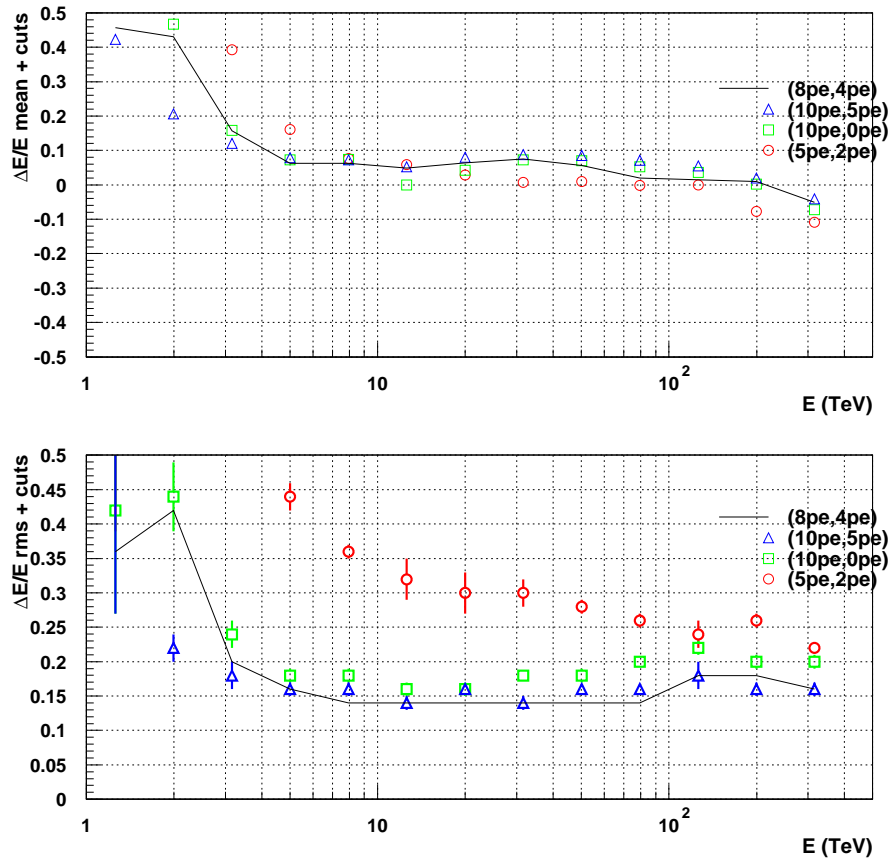 0.5
0.4
0.3
0.2
0.1
0
-0.1
-0.2
-0.3
-0.4
-0.5
ΔE/E mean + cuts
(8pe,4pe)
(10pe,5pe)
(10pe,0pe)
(5pe,2pe)
1 10 10²
E (TeV)
0.5
0.45
0.4
0.35
0.3
0.25
0.2
0.15
0.1
0.05
0
ΔE/E rms + cuts
(8pe,4pe)
(10pe,5pe)
(10pe,0pe)
(5pe,2pe)
1 10 10²
E (TeV)